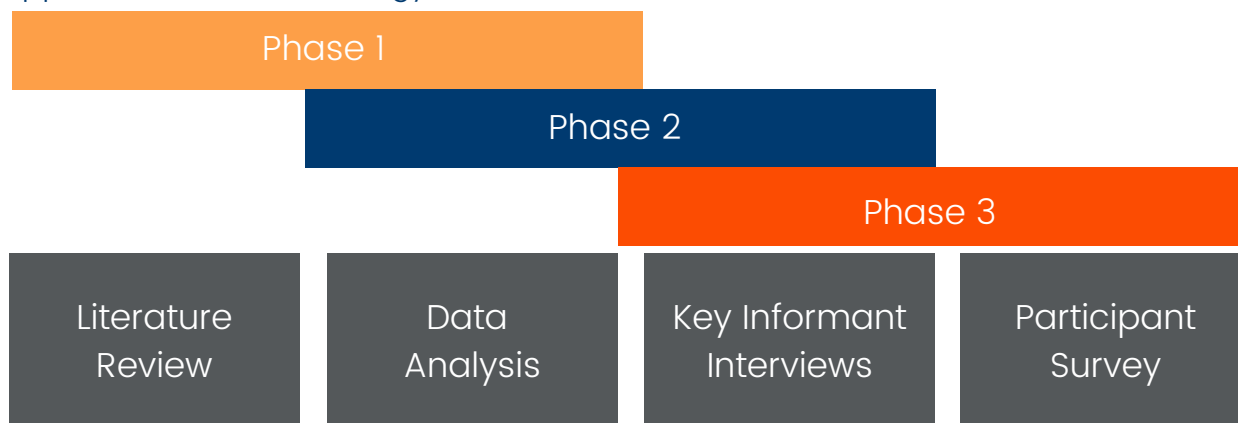 Phase 1
Phase 2
Phase 3
Literature
Review
Data
Analysis
Key Informant
Interviews
Participant
Survey